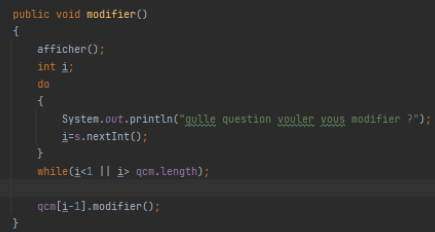 public void modifier()
{
afficher();
int i;
do
{
System.out.println("qulle question vouler vous modifier ?");
i=s.nextInt();
}
while(i<1 || i> qcm.length);
qcm[i-1].modifier();
}